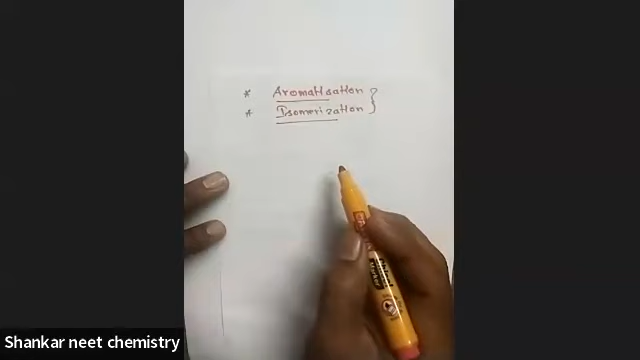 * Aromatisation }
* Isomerization
Shankar neet chemistry